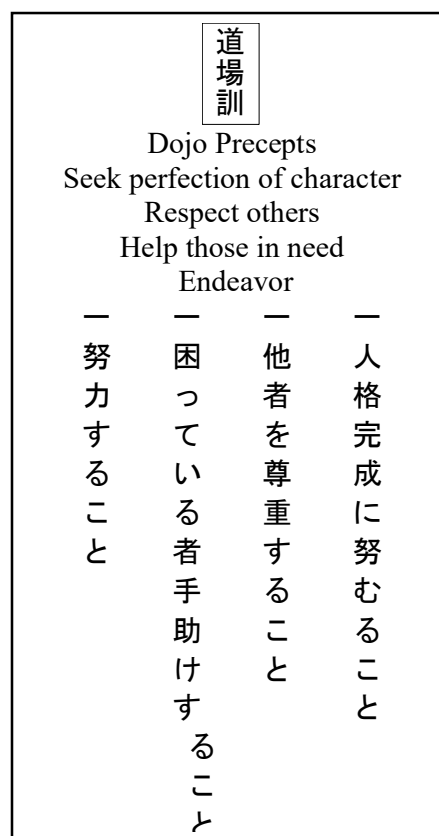 道場訓
Dojo Precepts
Seek perfection of character
Respect others
Help those in need
Endeavor
一人格完成に努むること
一他者を尊重すること
一困っている者手助けすること
一努力すること